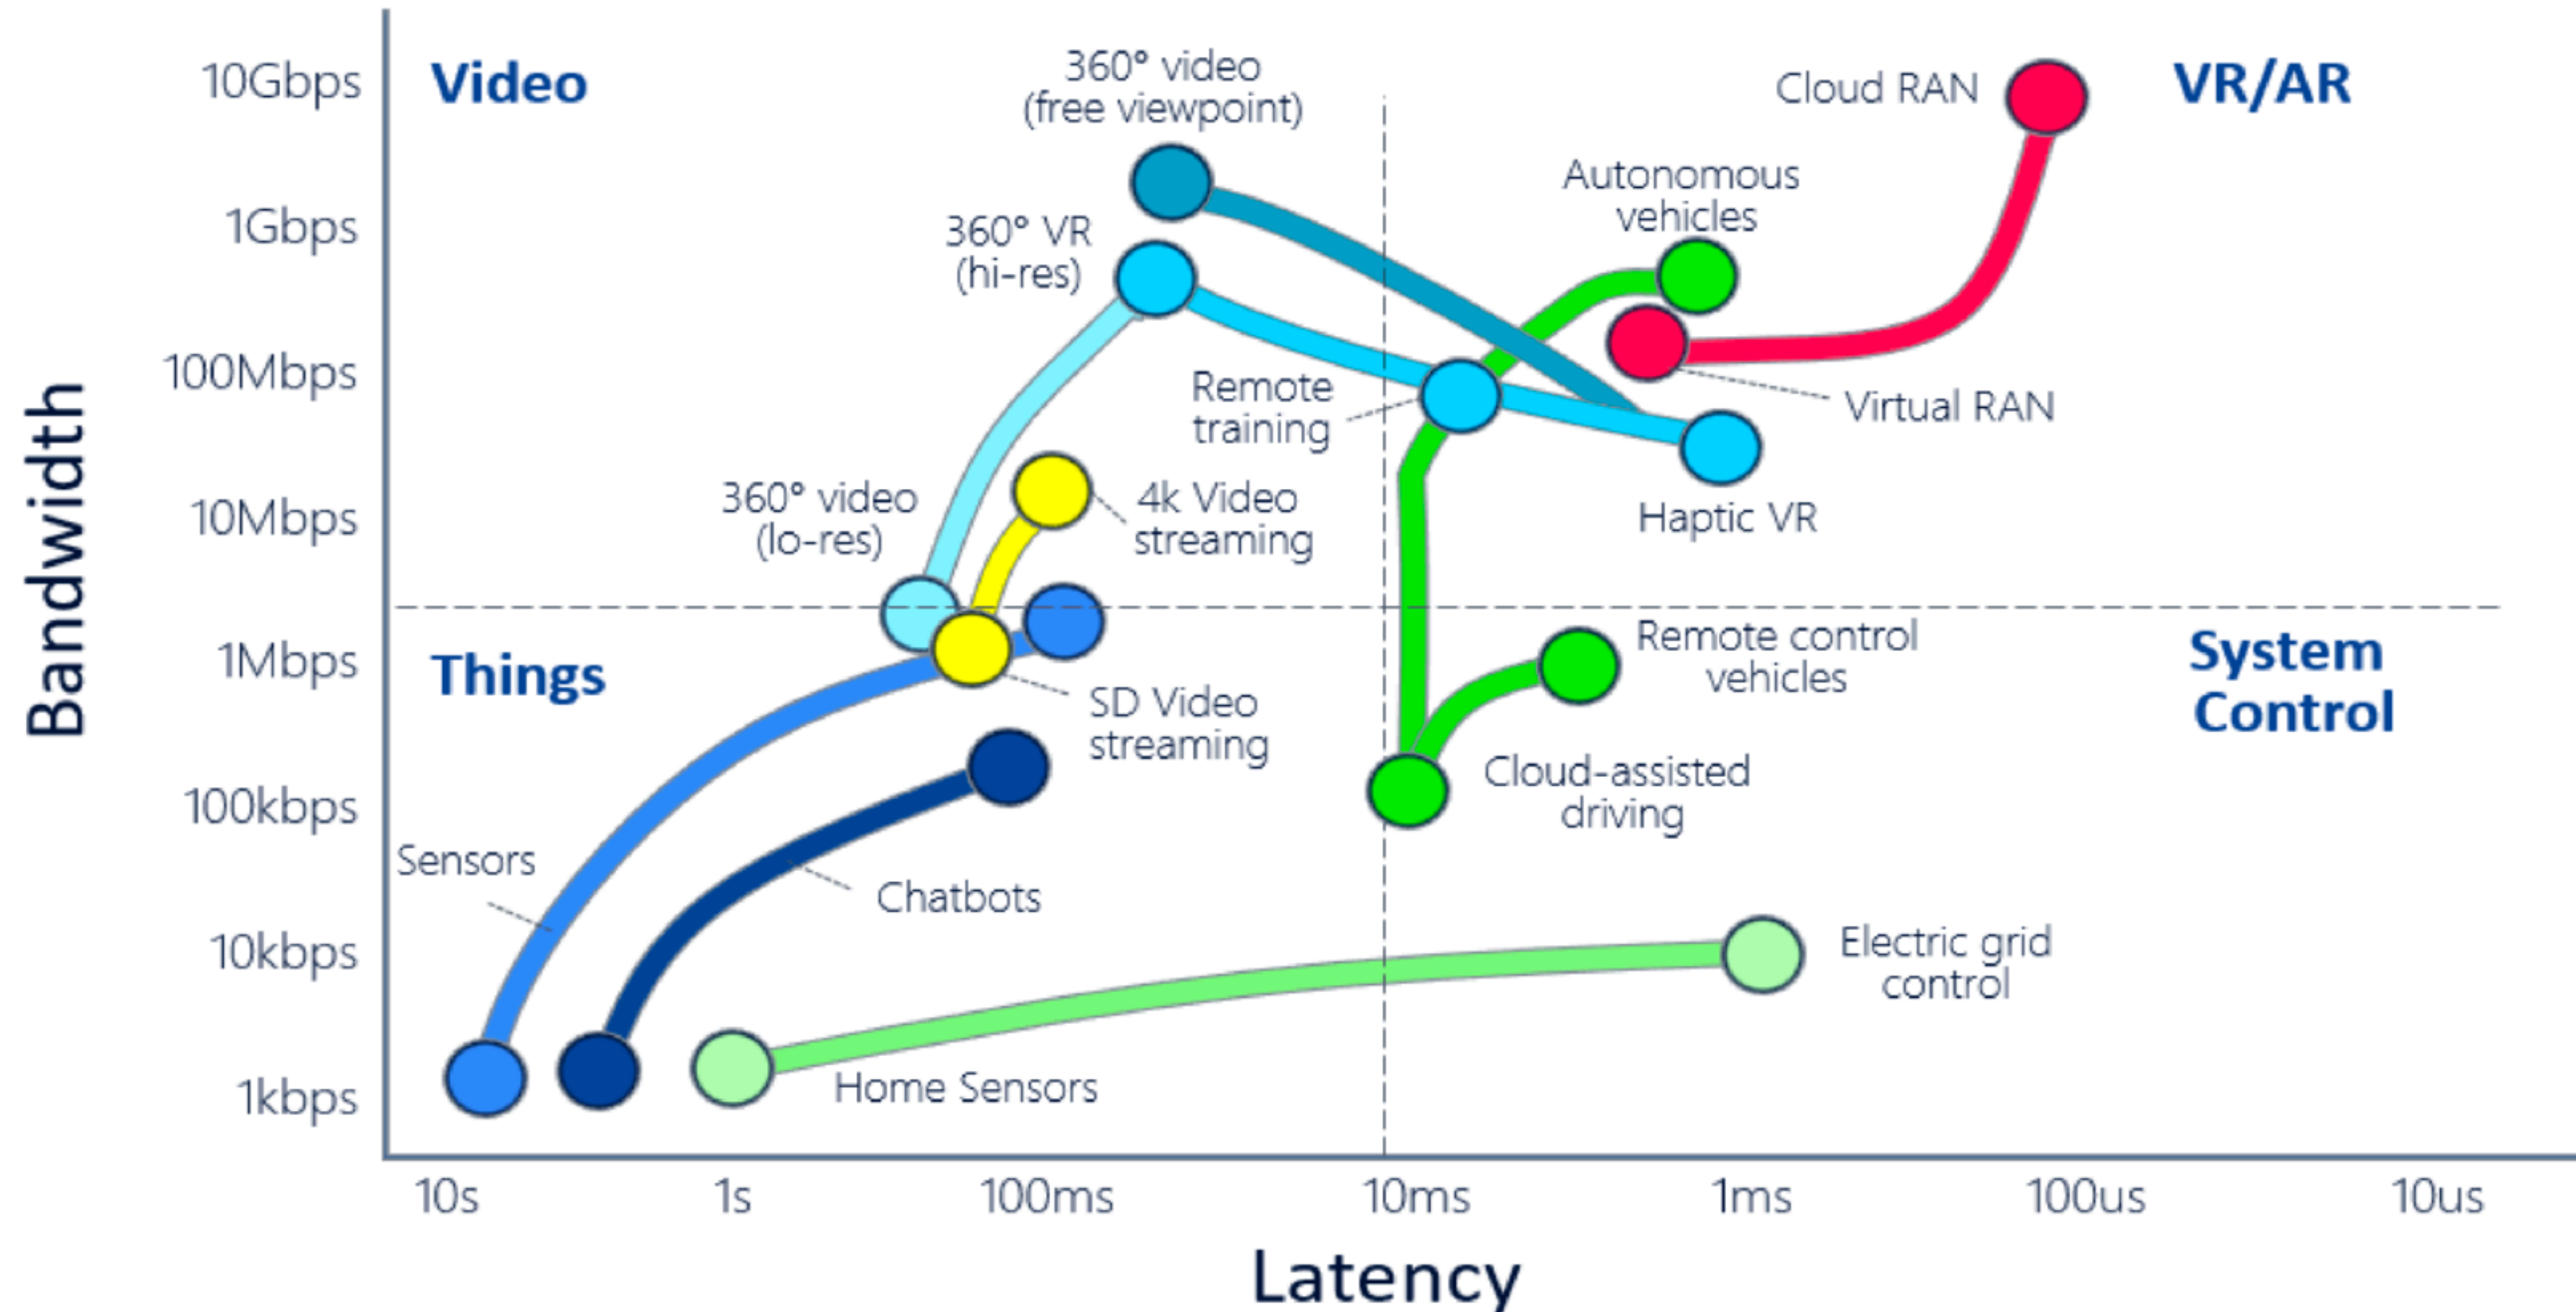 10Gbps
1Gbps
100Mbps
10Mbps
1Mbps
100kbps
10kbps
1kbps
Bandwidth
Video
VR/AR
Things
System
Control
360° video
(free viewpoint)
Cloud RAN
Autonomous
vehicles
360° VR
(hi-res)
Remote
training
Virtual RAN
360° video
(lo-res)
4k Video
streaming
Haptic VR
Remote control
vehicles
SD Video
streaming
Cloud-assisted
driving
Sensors
Chatbots
Electric grid
control
Home Sensors
10s
1s
100ms
10ms
1ms
100us
10us
Latency